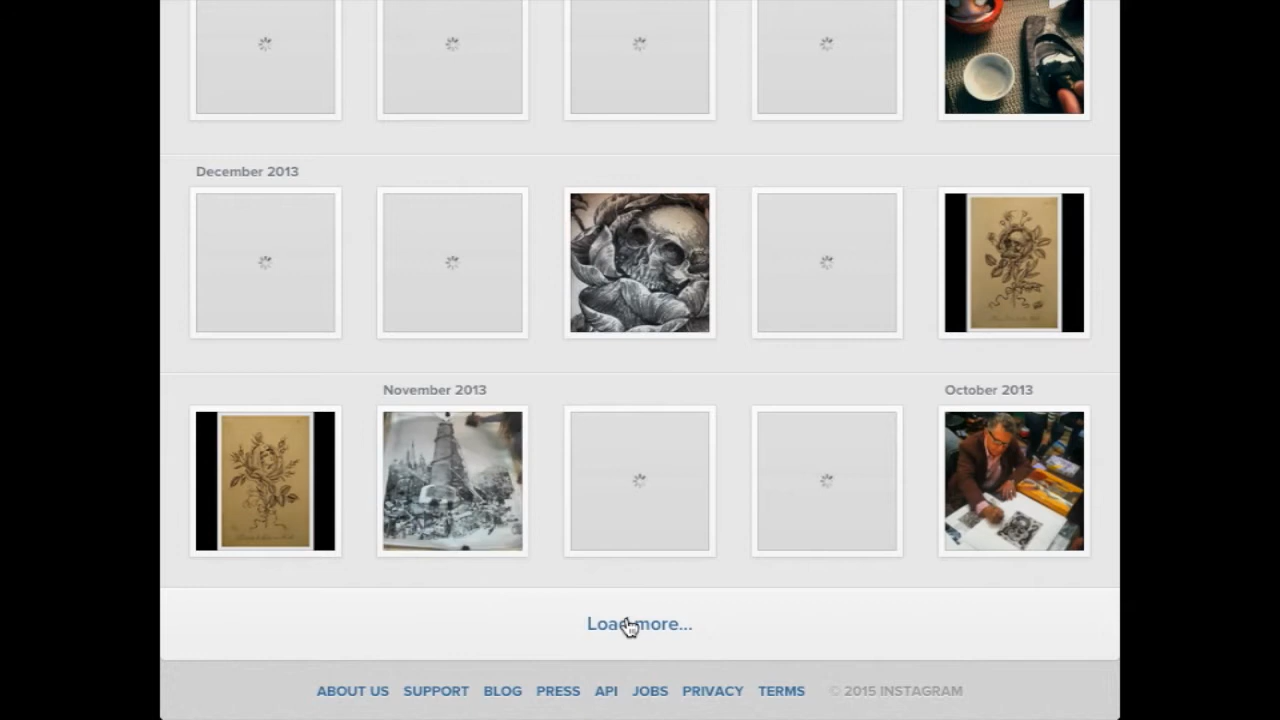 December 2013
November 2013
October 2013
Load more...
ABOUT US SUPPORT BLOG PRESS API JOBS PRIVACY TERMS © 2015 INSTAGRAM